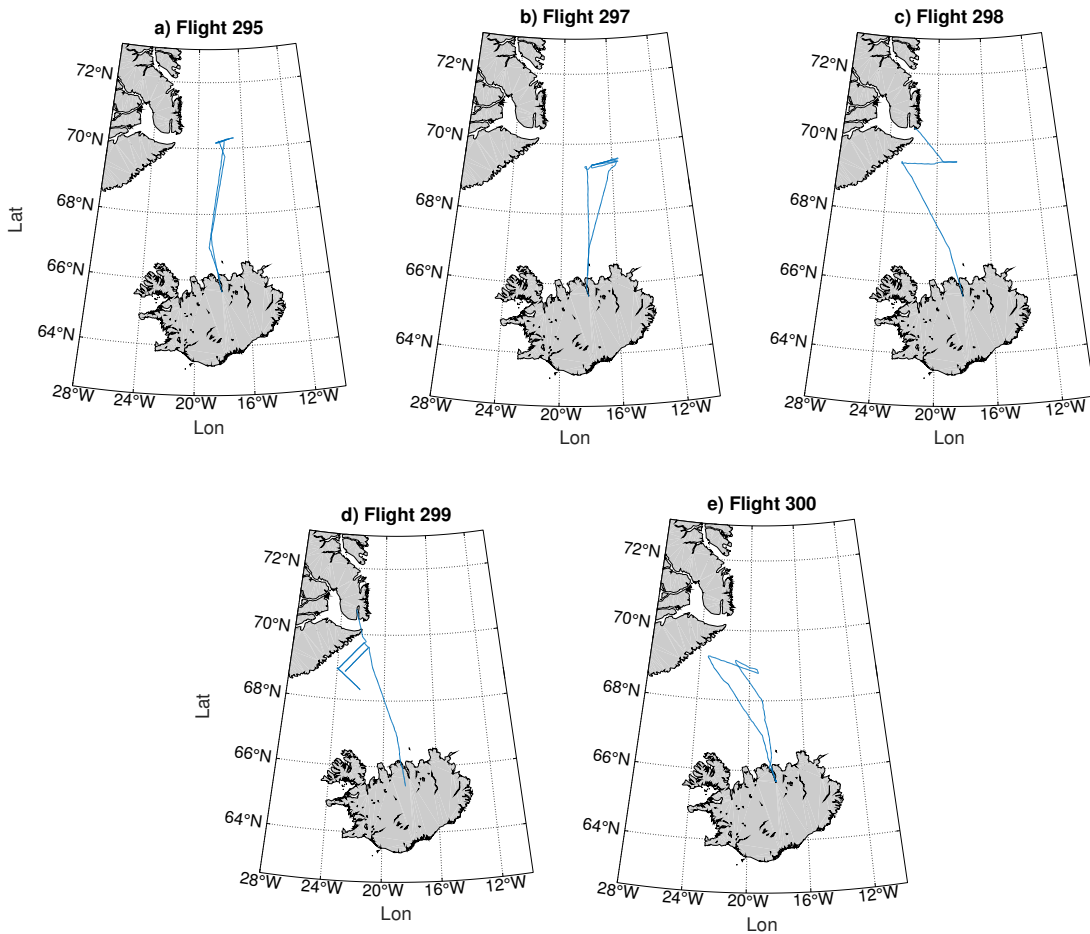 a) Flight 295
72°N
70°N
68°N
66°N
64°N
28°W
24°W
20°W
16°W
12°W
Lat
Lon
b) Flight 297
72°N
70°N
68°N
66°N
64°N
28°W
24°W
20°W
16°W
12°W
Lon
c) Flight 298
72°N
70°N
68°N
66°N
64°N
28°W
24°W
20°W
16°W
12°W
Lon
d) Flight 299
72°N
70°N
68°N
66°N
64°N
28°W
24°W
20°W
16°W
12°W
Lat
Lon
e) Flight 300
72°N
70°N
68°N
66°N
64°N
28°W
24°W
20°W
16°W
12°W
Lon